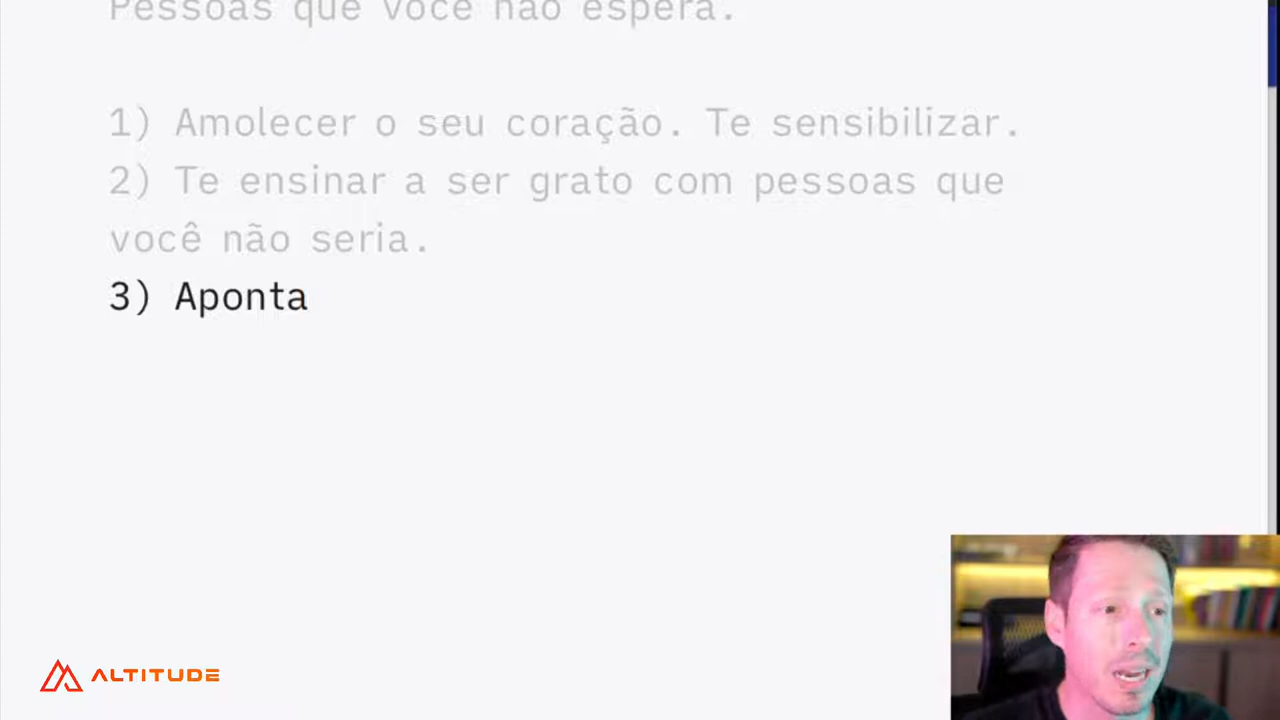 Pessoas que você não espera.
1) Amolecer o seu coração. Te sensibilizar.
2) Te ensinar a ser grato com pessoas que
você não seria.
3) Aponta
ALTITUDE